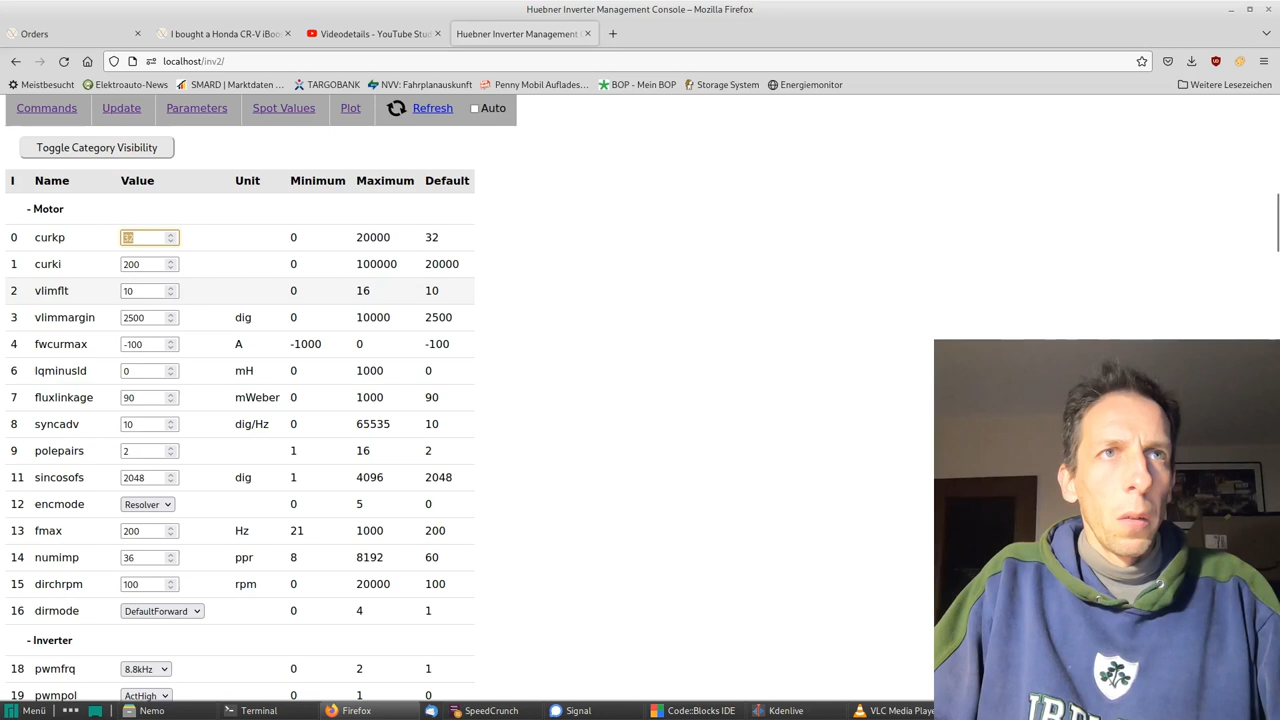 Huebner Inverter Management Console – Mozilla Firefox
Orders
I bought a Honda CR-V iBoo
Videodetails - YouTube Stud
Huebner Inverter Management
localhost/inv2/
Meistbesucht
Elektroauto-News
SMARD | Marktdaten …
TARGOBANK
NVV: Fahrplanauskunft
Penny Mobil Auflades…
BOP - Mein BOP
Storage System
Energiemonitor
Weitere Lesezeichen
Commands Update Parameters Spot Values Plot Refresh Auto
Toggle Category Visibility
I Name Value Unit Minimum Maximum Default
- Motor
0 curkp 32 0 20000 32
1 curki 200 0 100000 20000
2 vlimflt 10 0 16 10
3 vlimmargin 2500 dig 0 10000 2500
4 fwcurmax -100 A -1000 0 -100
6 lqminusld 0 mH 0 1000 0
7 fluxlinkage 90 mWeber 0 1000 90
8 syncadv 10 dig/Hz 0 65535 10
9 polepairs 2 1 16 2
11 sincosofs 2048 dig 1 4096 2048
12 encmode Resolver 0 5 0
13 fmax 200 Hz 21 1000 200
14 numimp 36 ppr 8 8192 60
15 dirchrpm 100 rpm 0 20000 100
16 dirmode DefaultForward 0 4 1
- Inverter
18 pwmfrq 8.8kHz 0 2 1
19 pwmpol ActHigh 0 1 0
Menü Nemo Terminal Firefox SpeedCrunch Signal Code::Blocks IDE Kdenlive VLC Media Player